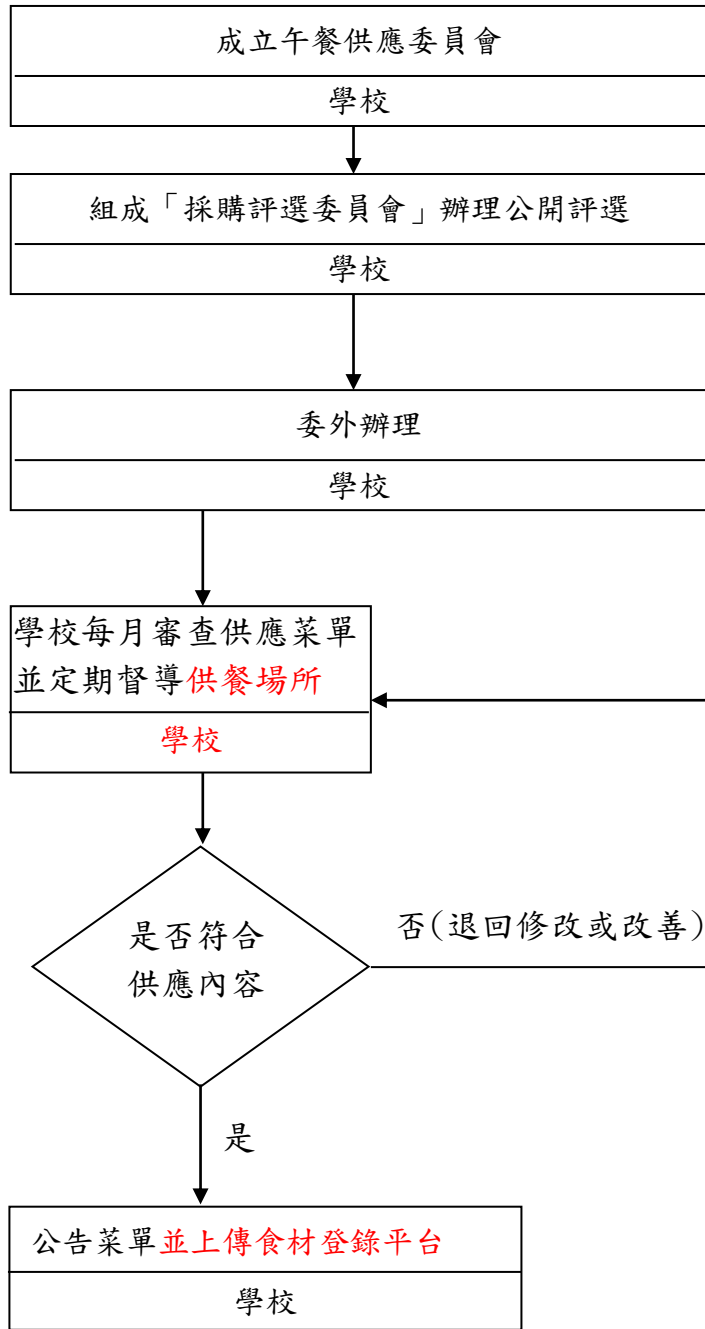 成立午餐供應委員會
學校
組成「採購評選委員會」辦理公開評選
學校
委外辦理
學校
學校每月審查供應菜單
並定期督導供餐場所
學校
是否符合
供應內容
否(退回修改或改善)
是
公告菜單並上傳食材登錄平台
學校